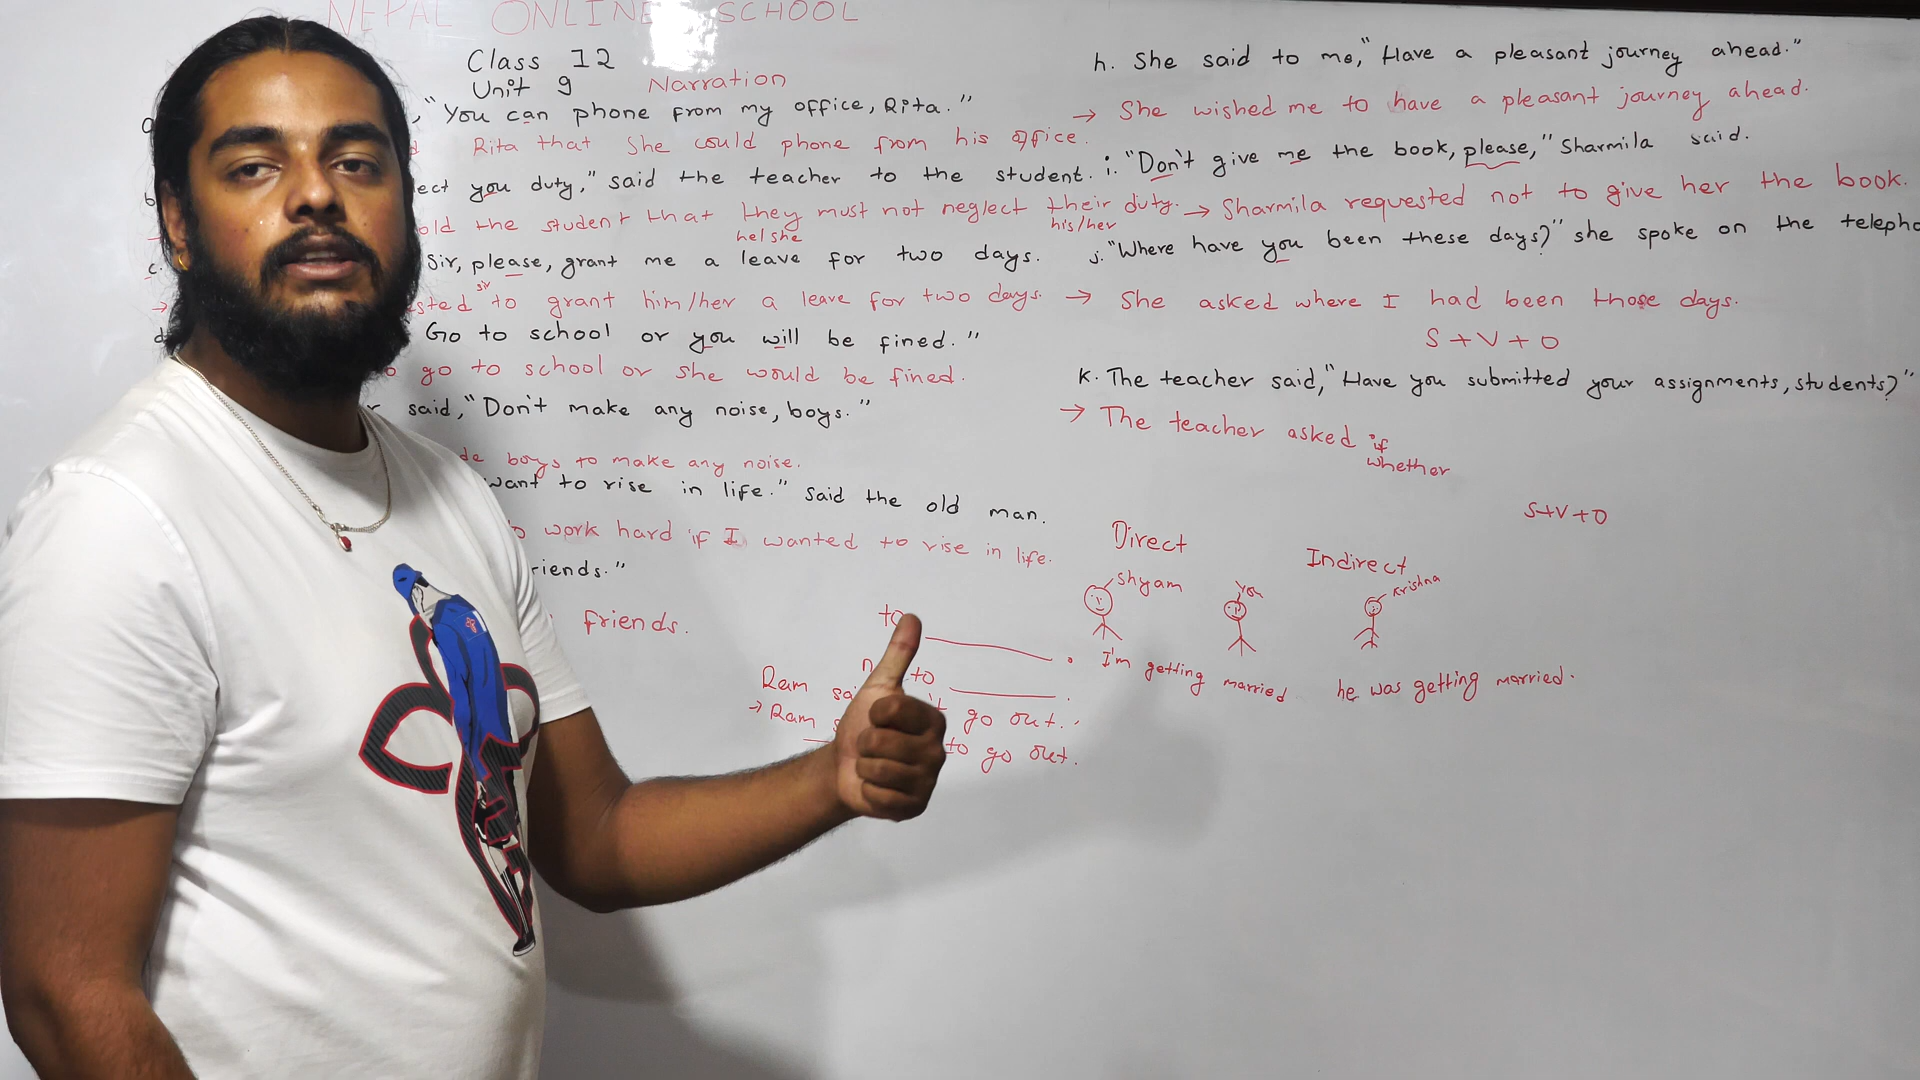 NEPAL ONLINE SCHOOL
Class 12
Unit 9 Narration
"You can phone from my office, Rita."
Rita that She could phone from his office.
b
ect you duty," said the teacher to the student.
old the student that they must not neglect their duty.
he/she his/her
c. Sir, please, grant me a leave for two days.
sir
→ sted to grant him/her a leave for two days.
d Go to school or you will be fined."
o go to school or she would be fined.
r said, "Don't make any noise, boys."
de boys to make any noise.
want to rise in life." said the old man.
o work hard if I wanted to rise in life.
riends."
friends.
to
to
Ram sa
go out.
→ Ram s
to go out.
h. She said to me, "Have a pleasant journey ahead."
→ She wished me to have a pleasant journey ahead.
i. "Don't give me the book, please," Sharmila said.
→ Sharmila requested not to give her the book.
j. "Where have you been these days?" she spoke on the telepho
→ She asked where I had been those days.
S + V + O
k. The teacher said, "Have you submitted your assignments, students?"
→ The teacher asked if
whether
S+V+O
Direct Indirect
Shyam You Krishna
I'm getting married he was getting married.